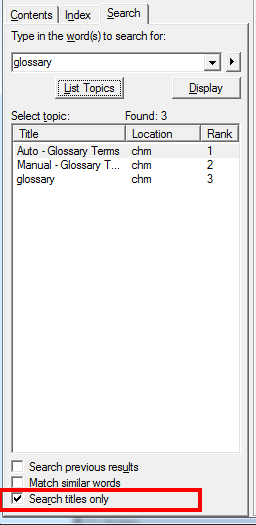 Contents Index Search
Type in the word(s) to search for:
glossary
List Topics Display
Select topic: Found: 3
Title Location Rank
Auto - Glossary Terms chm 1
Manual - Glossary T... chm 2
glossary chm 3
Search previous results
Match similar words
Search titles only